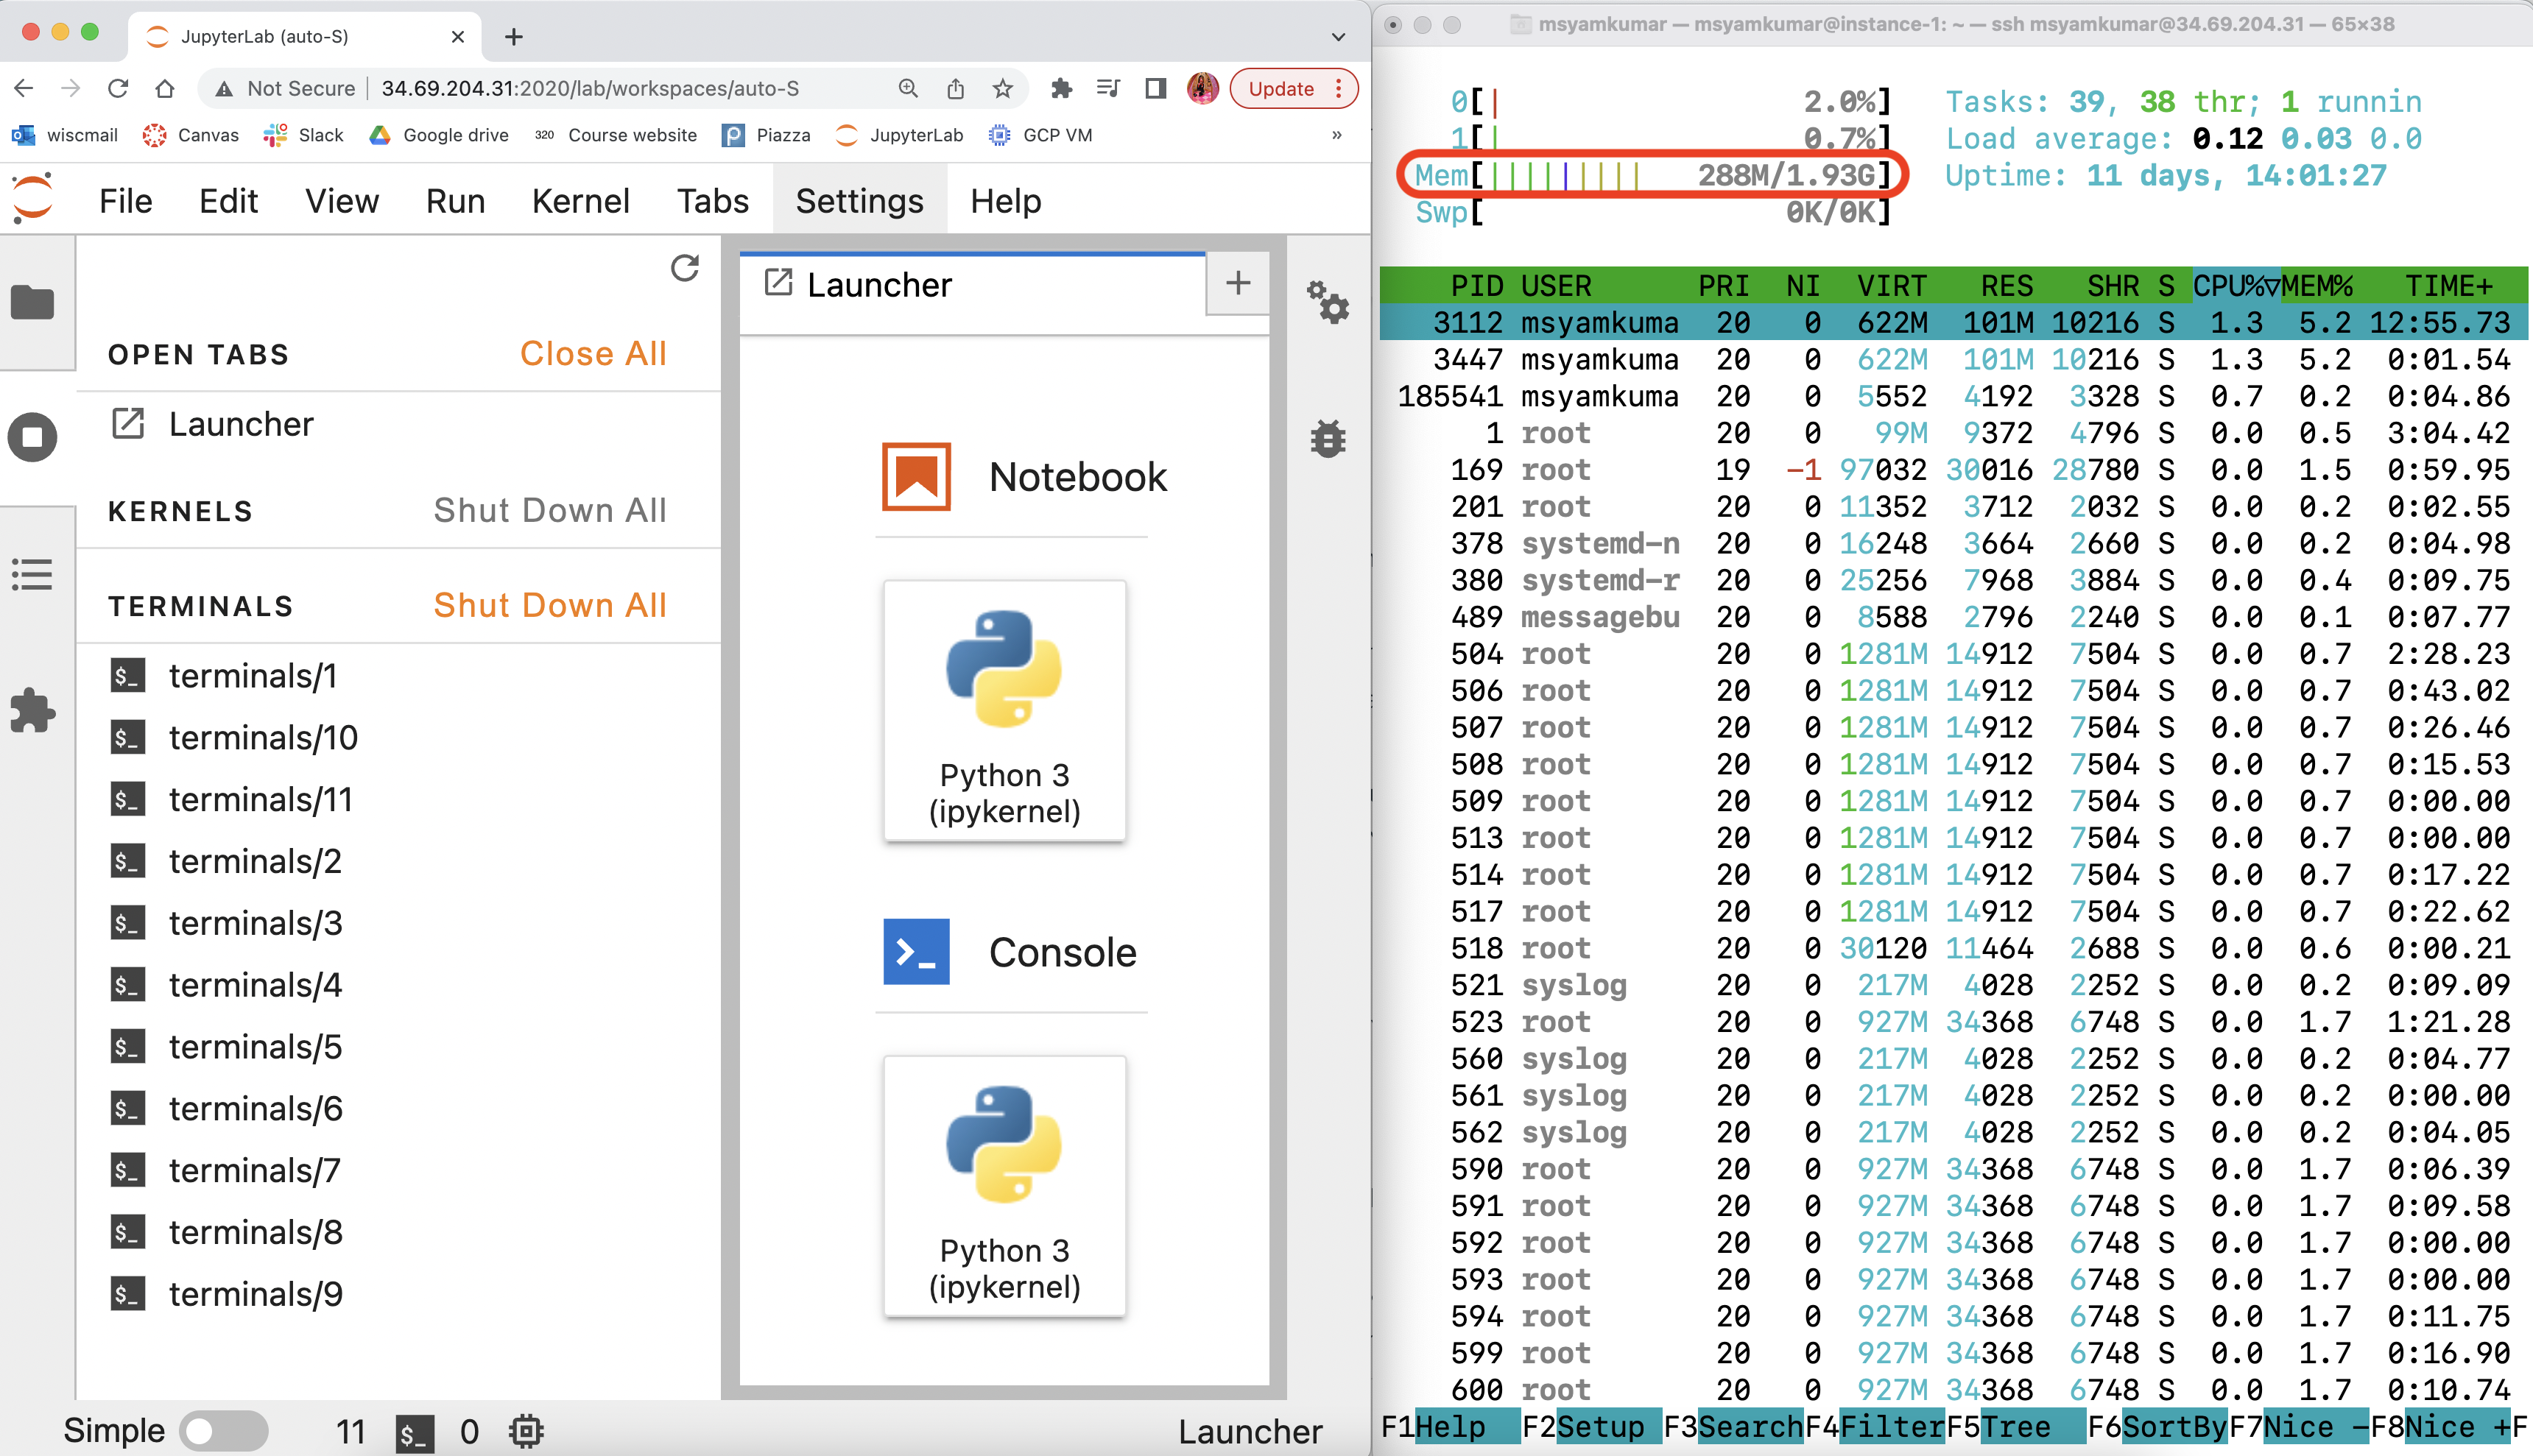 JupyterLab (auto-S)
Not Secure | 34.69.204.31:2020/lab/workspaces/auto-S
Update
wiscmail Canvas Slack Google drive 320 Course website Piazza JupyterLab GCP VM »
File Edit View Run Kernel Tabs Settings Help
OPEN TABS Close All
Launcher
KERNELS Shut Down All
TERMINALS Shut Down All
$_ terminals/1
$_ terminals/10
$_ terminals/11
$_ terminals/2
$_ terminals/3
$_ terminals/4
$_ terminals/5
$_ terminals/6
$_ terminals/7
$_ terminals/8
$_ terminals/9
Launcher
Notebook
Python 3
(ipykernel)
Console
Python 3
(ipykernel)
Simple 11 $_ 0 Launcher
msyamkumar — msyamkumar@instance-1: ~ — ssh msyamkumar@34.69.204.31 — 65×38
0[| 2.0%] Tasks: 39, 38 thr; 1 runnin
1[| 0.7%] Load average: 0.12 0.03 0.0
Mem[||||||||| 288M/1.93G] Uptime: 11 days, 14:01:27
Swp[ 0K/0K]
PID USER PRI NI VIRT RES SHR S CPU%▽MEM% TIME+
3112 msyamkuma 20 0 622M 101M 10216 S 1.3 5.2 12:55.73
3447 msyamkuma 20 0 622M 101M 10216 S 1.3 5.2 0:01.54
185541 msyamkuma 20 0 5552 4192 3328 S 0.7 0.2 0:04.86
1 root 20 0 99M 9372 4796 S 0.0 0.5 3:04.42
169 root 19 -1 97032 30016 28780 S 0.0 1.5 0:59.95
201 root 20 0 11352 3712 2032 S 0.0 0.2 0:02.55
378 systemd-n 20 0 16248 3664 2660 S 0.0 0.2 0:04.98
380 systemd-r 20 0 25256 7968 3884 S 0.0 0.4 0:09.75
489 messagebu 20 0 8588 2796 2240 S 0.0 0.1 0:07.77
504 root 20 0 1281M 14912 7504 S 0.0 0.7 2:28.23
506 root 20 0 1281M 14912 7504 S 0.0 0.7 0:43.02
507 root 20 0 1281M 14912 7504 S 0.0 0.7 0:26.46
508 root 20 0 1281M 14912 7504 S 0.0 0.7 0:15.53
509 root 20 0 1281M 14912 7504 S 0.0 0.7 0:00.00
513 root 20 0 1281M 14912 7504 S 0.0 0.7 0:00.00
514 root 20 0 1281M 14912 7504 S 0.0 0.7 0:17.22
517 root 20 0 1281M 14912 7504 S 0.0 0.7 0:22.62
518 root 20 0 30120 11464 2688 S 0.0 0.6 0:00.21
521 syslog 20 0 217M 4028 2252 S 0.0 0.2 0:09.09
523 root 20 0 927M 34368 6748 S 0.0 1.7 1:21.28
560 syslog 20 0 217M 4028 2252 S 0.0 0.2 0:04.77
561 syslog 20 0 217M 4028 2252 S 0.0 0.2 0:00.00
562 syslog 20 0 217M 4028 2252 S 0.0 0.2 0:04.05
590 root 20 0 927M 34368 6748 S 0.0 1.7 0:06.39
591 root 20 0 927M 34368 6748 S 0.0 1.7 0:09.58
592 root 20 0 927M 34368 6748 S 0.0 1.7 0:00.00
593 root 20 0 927M 34368 6748 S 0.0 1.7 0:00.00
594 root 20 0 927M 34368 6748 S 0.0 1.7 0:11.75
599 root 20 0 927M 34368 6748 S 0.0 1.7 0:16.90
600 root 20 0 927M 34368 6748 S 0.0 1.7 0:10.74
F1Help F2Setup F3SearchF4FilterF5Tree F6SortByF7Nice -F8Nice +F